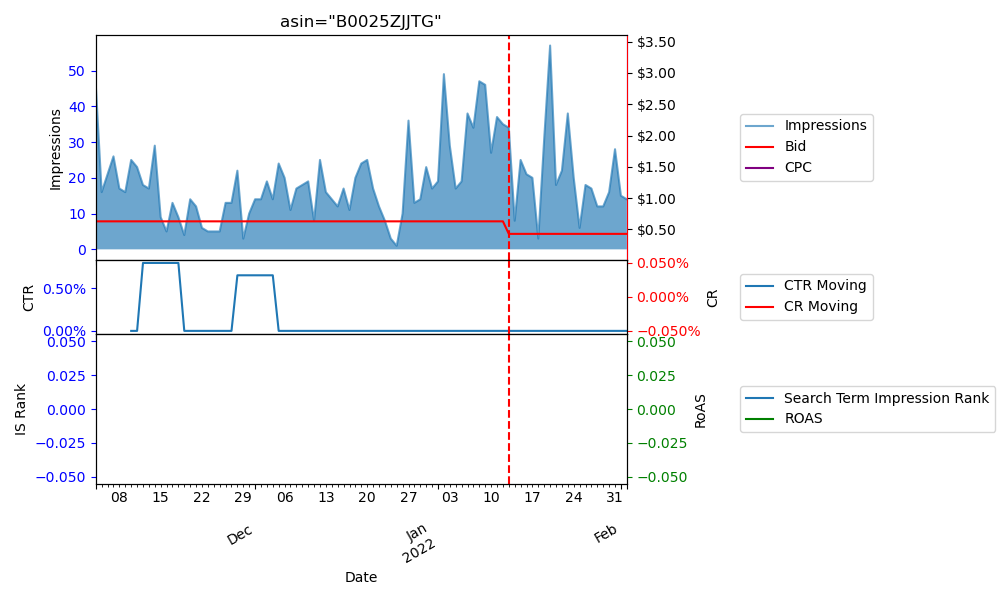 asin="B0025ZJJTG"
Impressions
50
40
30
20
10
0
$3.50
$3.00
$2.50
$2.00
$1.50
$1.00
$0.50
Impressions
Bid
CPC
CTR
0.50%
0.00%
0.050%
0.000%
−0.050%
CR
CTR Moving
CR Moving
IS Rank
0.050
0.025
0.000
−0.025
−0.050
0.050
0.025
0.000
−0.025
−0.050
RoAS
Search Term Impression Rank
ROAS
08 15 22 29 06 13 20 27 03 10 17 24 31
Dec
Jan
2022
Feb
Date